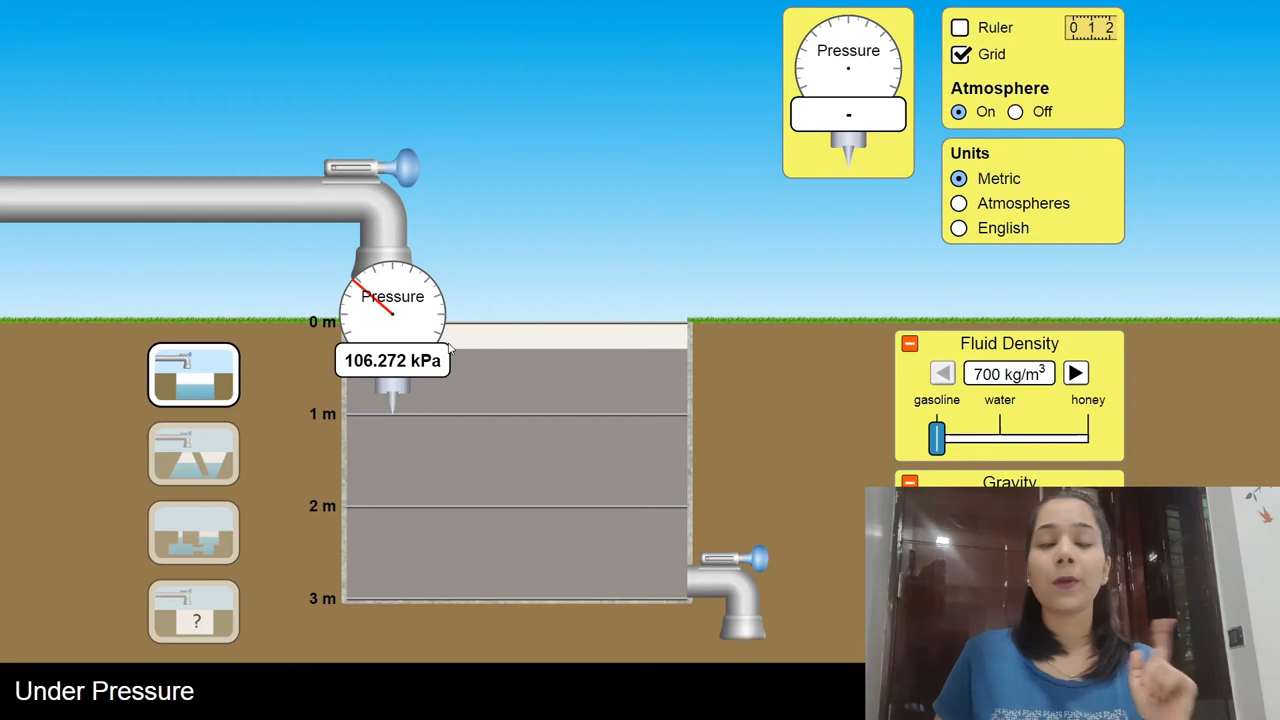 Pressure
-
Ruler
0 1 2
Grid
Atmosphere
On Off
Units
Metric
Atmospheres
English
Pressure
106.272 kPa
0 m
1 m
2 m
3 m
?
Fluid Density
700 kg/m³
gasoline water honey
Gravity
Under Pressure